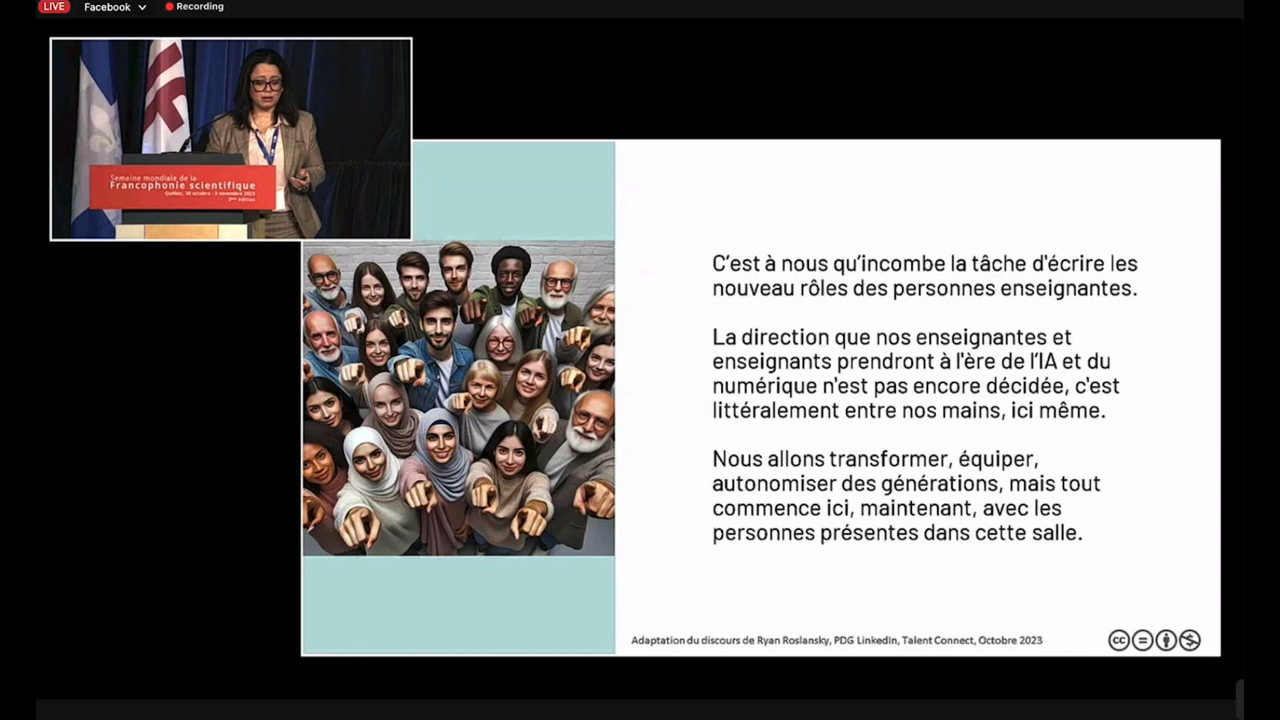 LIVE Facebook Recording
Semaine mondiale de la
Francophonie scientifique
Québec, 30 octobre - 3 novembre 2023
3ème édition
C'est à nous qu'incombe la tâche d'écrire les
nouveau rôles des personnes enseignantes.
La direction que nos enseignantes et
enseignants prendront à l'ère de l'IA et du
numérique n'est pas encore décidée, c'est
littéralement entre nos mains, ici même.
Nous allons transformer, équiper,
autonomiser des générations, mais tout
commence ici, maintenant, avec les
personnes présentes dans cette salle.
Adaptation du discours de Ryan Roslansky, PDG LinkedIn, Talent Connect, Octobre 2023
cc